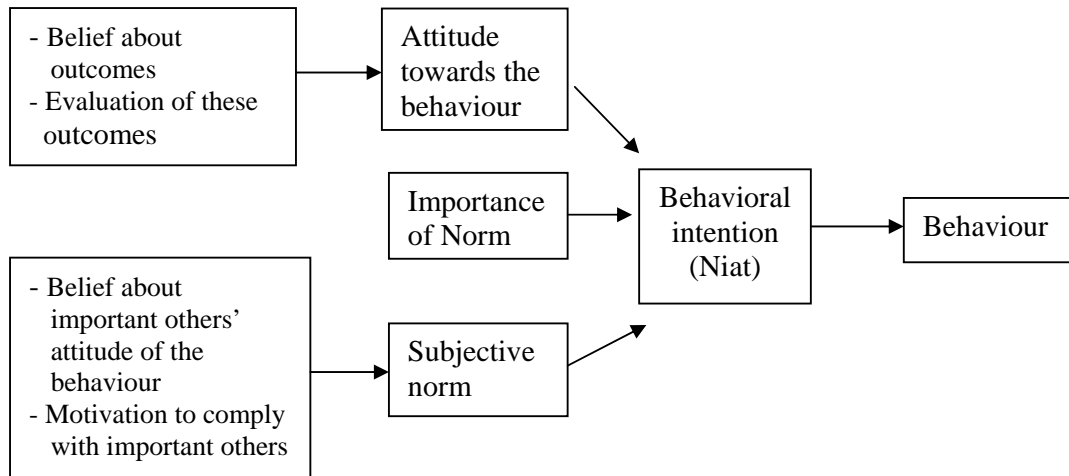 - Belief about
outcomes
- Evaluation of these
outcomes
Attitude
towards the
behaviour
Importance
of Norm
Behavioral
intention
(Niat)
Behaviour
- Belief about
important others’
attitude of the
behaviour
- Motivation to comply
with important others
Subjective
norm